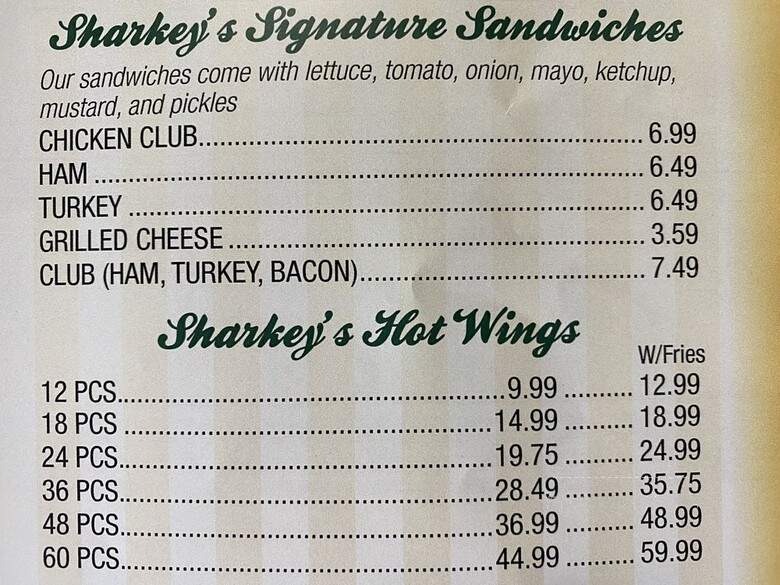 Sharkey's Signature Sandwiches
Our sandwiches come with lettuce, tomato, onion, mayo, ketchup,
mustard, and pickles
CHICKEN CLUB.................................................. 6.99
HAM .................................................. 6.49
TURKEY .................................................. 6.49
GRILLED CHEESE .................................................. 3.59
CLUB (HAM, TURKEY, BACON).................................................. 7.49
Sharkey's Hot Wings
W/Fries
12 PCS..................................................9.99 .......... 12.99
18 PCS ..................................................14.99 .......... 18.99
24 PCS..................................................19.75 .......... 24.99
36 PCS..................................................28.49 .......... 35.75
48 PCS..................................................36.99 .......... 48.99
60 PCS..................................................44.99 .......... 59.99